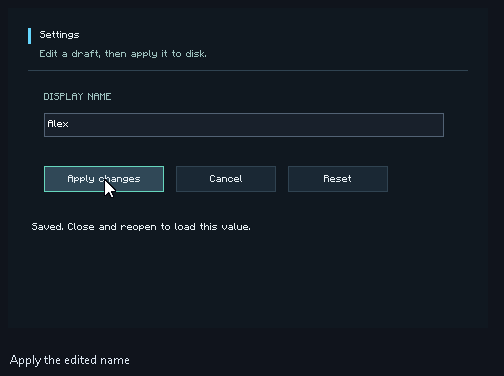 Settings
Edit a draft, then apply it to disk.
DISPLAY NAME
Alex
Apply changes Cancel Reset
Saved. Close and reopen to load this value.
Apply the edited name